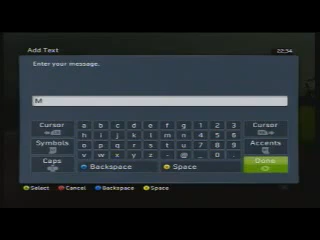 Add Text
22:54
Enter your message.
M
Cursor a b c d e f g 1 2 3 Cursor
h i j k l m n 4 5 6
Symbols o p q r s t u 7 8 9 Accents
v w x y z - @ _ 0 .
Caps Backspace Space Done
Select Cancel Backspace Space